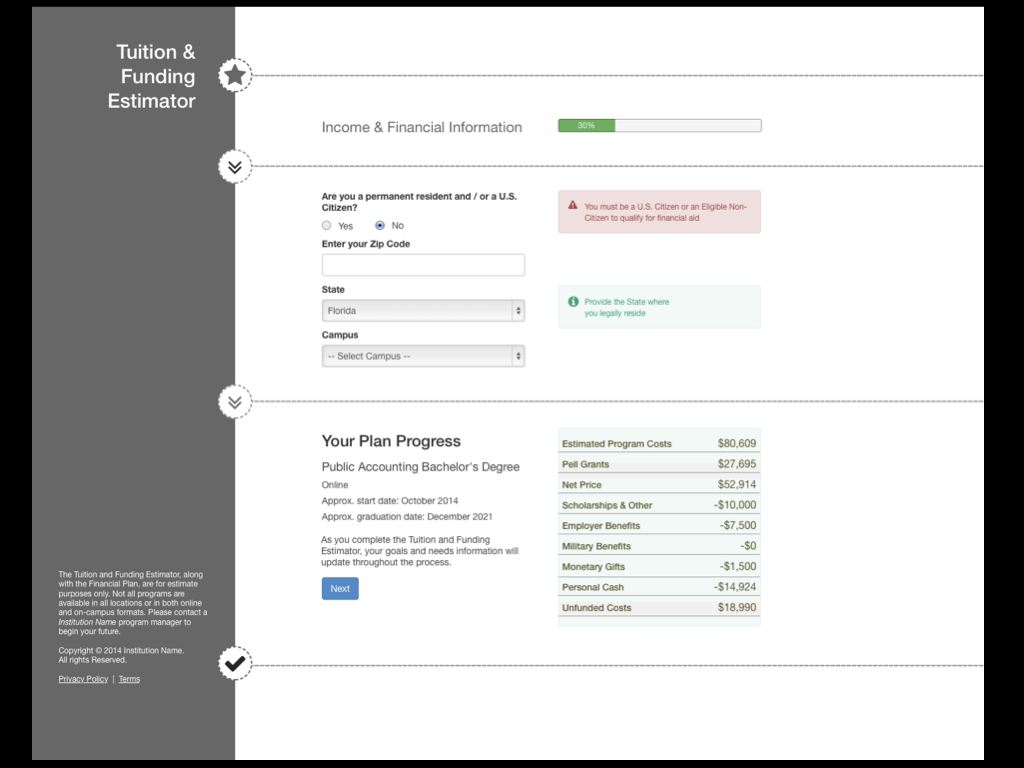 Tuition &
Funding
Estimator
Income & Financial Information
30%
Are you a permanent resident and / or a U.S.
Citizen?
Yes No
You must be a U.S. Citizen or an Eligible Non-
Citizen to qualify for financial aid
Enter your Zip Code
State
Florida
Provide the State where
you legally reside
Campus
-- Select Campus --
Your Plan Progress
Public Accounting Bachelor's Degree
Online
Approx. start date: October 2014
Approx. graduation date: December 2021
As you complete the Tuition and Funding
Estimator, your goals and needs information will
update throughout the process.
Next
Estimated Program Costs $80,609
Pell Grants $27,695
Net Price $52,914
Scholarships & Other -$10,000
Employer Benefits -$7,500
Military Benefits -$0
Monetary Gifts -$1,500
Personal Cash -$14,924
Unfunded Costs $18,990
The Tuition and Funding Estimator, along
with the Financial Plan, are for estimate
purposes only. Not all programs are
available in all locations or in both online
and on-campus formats. Please contact a
Institution Name program manager to
begin your future.
Copyright © 2014 Institution Name.
All rights Reserved.
Privacy Policy | Terms